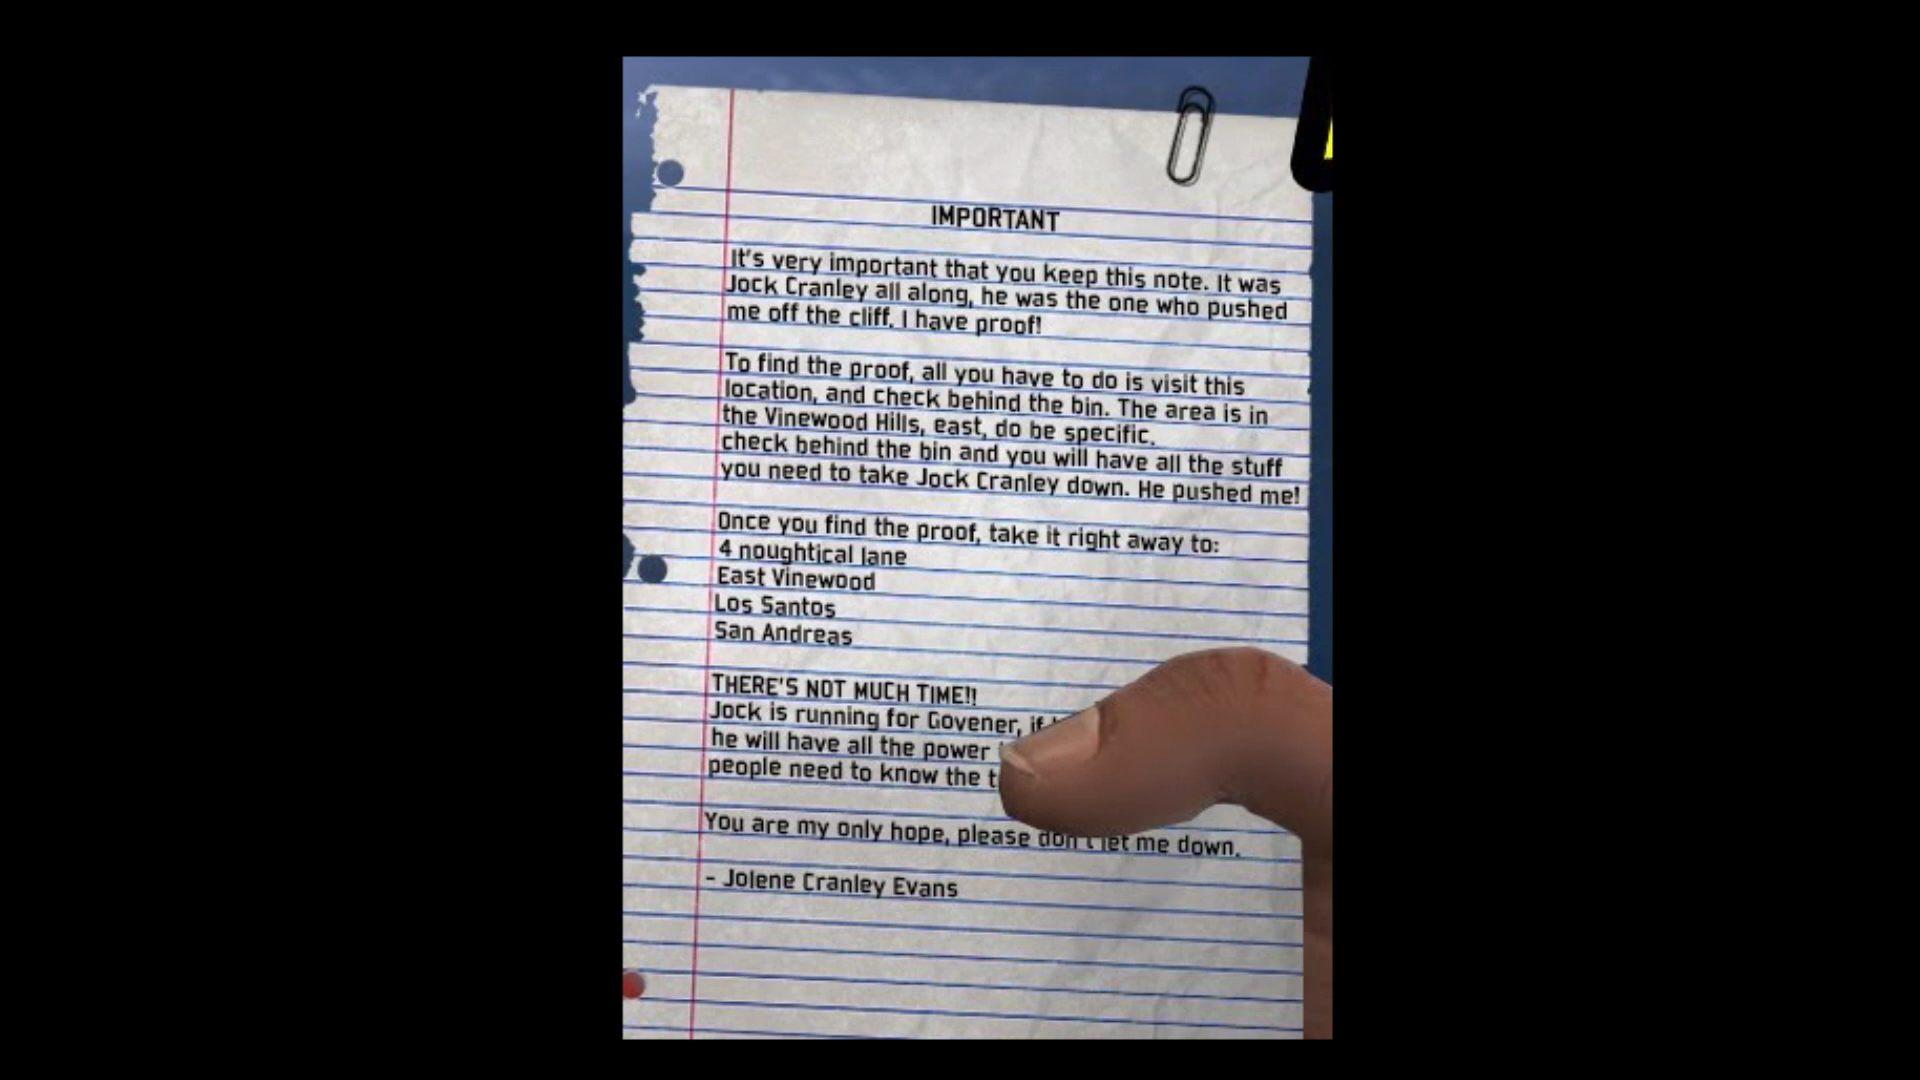 IMPORTANT
It's very important that you keep this note. It was
Jock Cranley all along, he was the one who pushed
me off the cliff. I have proof!
To find the proof, all you have to do is visit this
location, and check behind the bin. The area is in
the Vinewood Hills, east, do be specific.
check behind the bin and you will have all the stuff
you need to take Jock Cranley down. He pushed me!
Once you find the proof, take it right away to:
4 noughtical lane
East Vinewood
Los Santos
San Andreas
THERE'S NOT MUCH TIME!!
Jock is running for Govener, if
he will have all the power
people need to know the
You are my only hope, please don't let me down.
- Jolene Cranley Evans